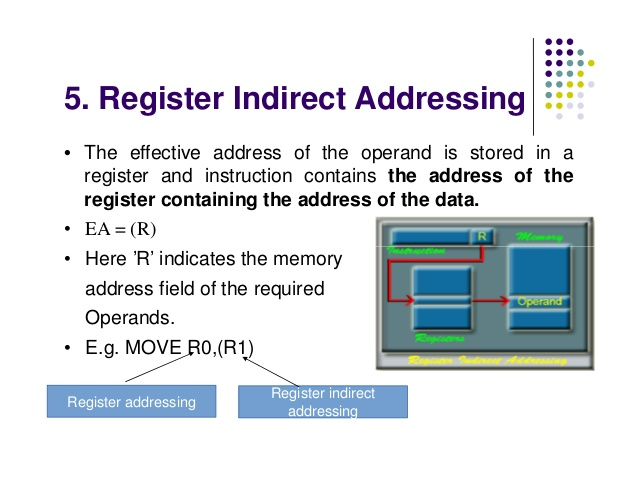 5. Register Indirect Addressing
• The effective address of the operand is stored in a
register and instruction contains the address of the
register containing the address of the data.
• EA = (R)
• Here ’R’ indicates the memory
address field of the required
Operands.
• E.g. MOVE R0,(R1)
R
Memory
Instruction
Operand
Registers
Register Indirect Addressing
Register addressing
Register indirect
addressing